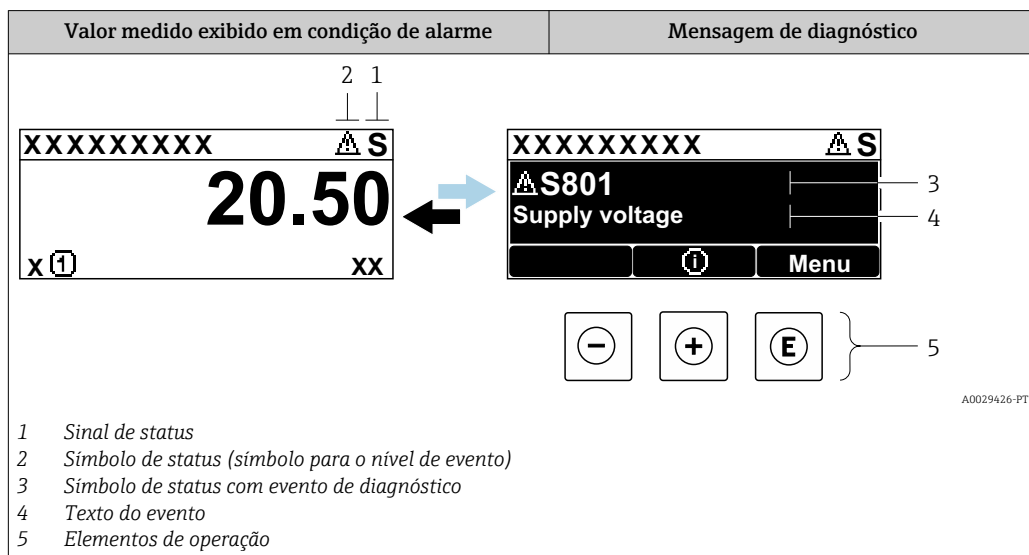 Valor medido exibido em condição de alarme Mensagem de diagnóstico
2 1
XXXXXXXXX S
20.50
X 1 XX
XXXXXXXXX S
S801
Supply voltage
i Menu
3
4
- + E
5
A0029426-PT
1 Sinal de status
2 Símbolo de status (símbolo para o nível de evento)
3 Símbolo de status com evento de diagnóstico
4 Texto do evento
5 Elementos de operação